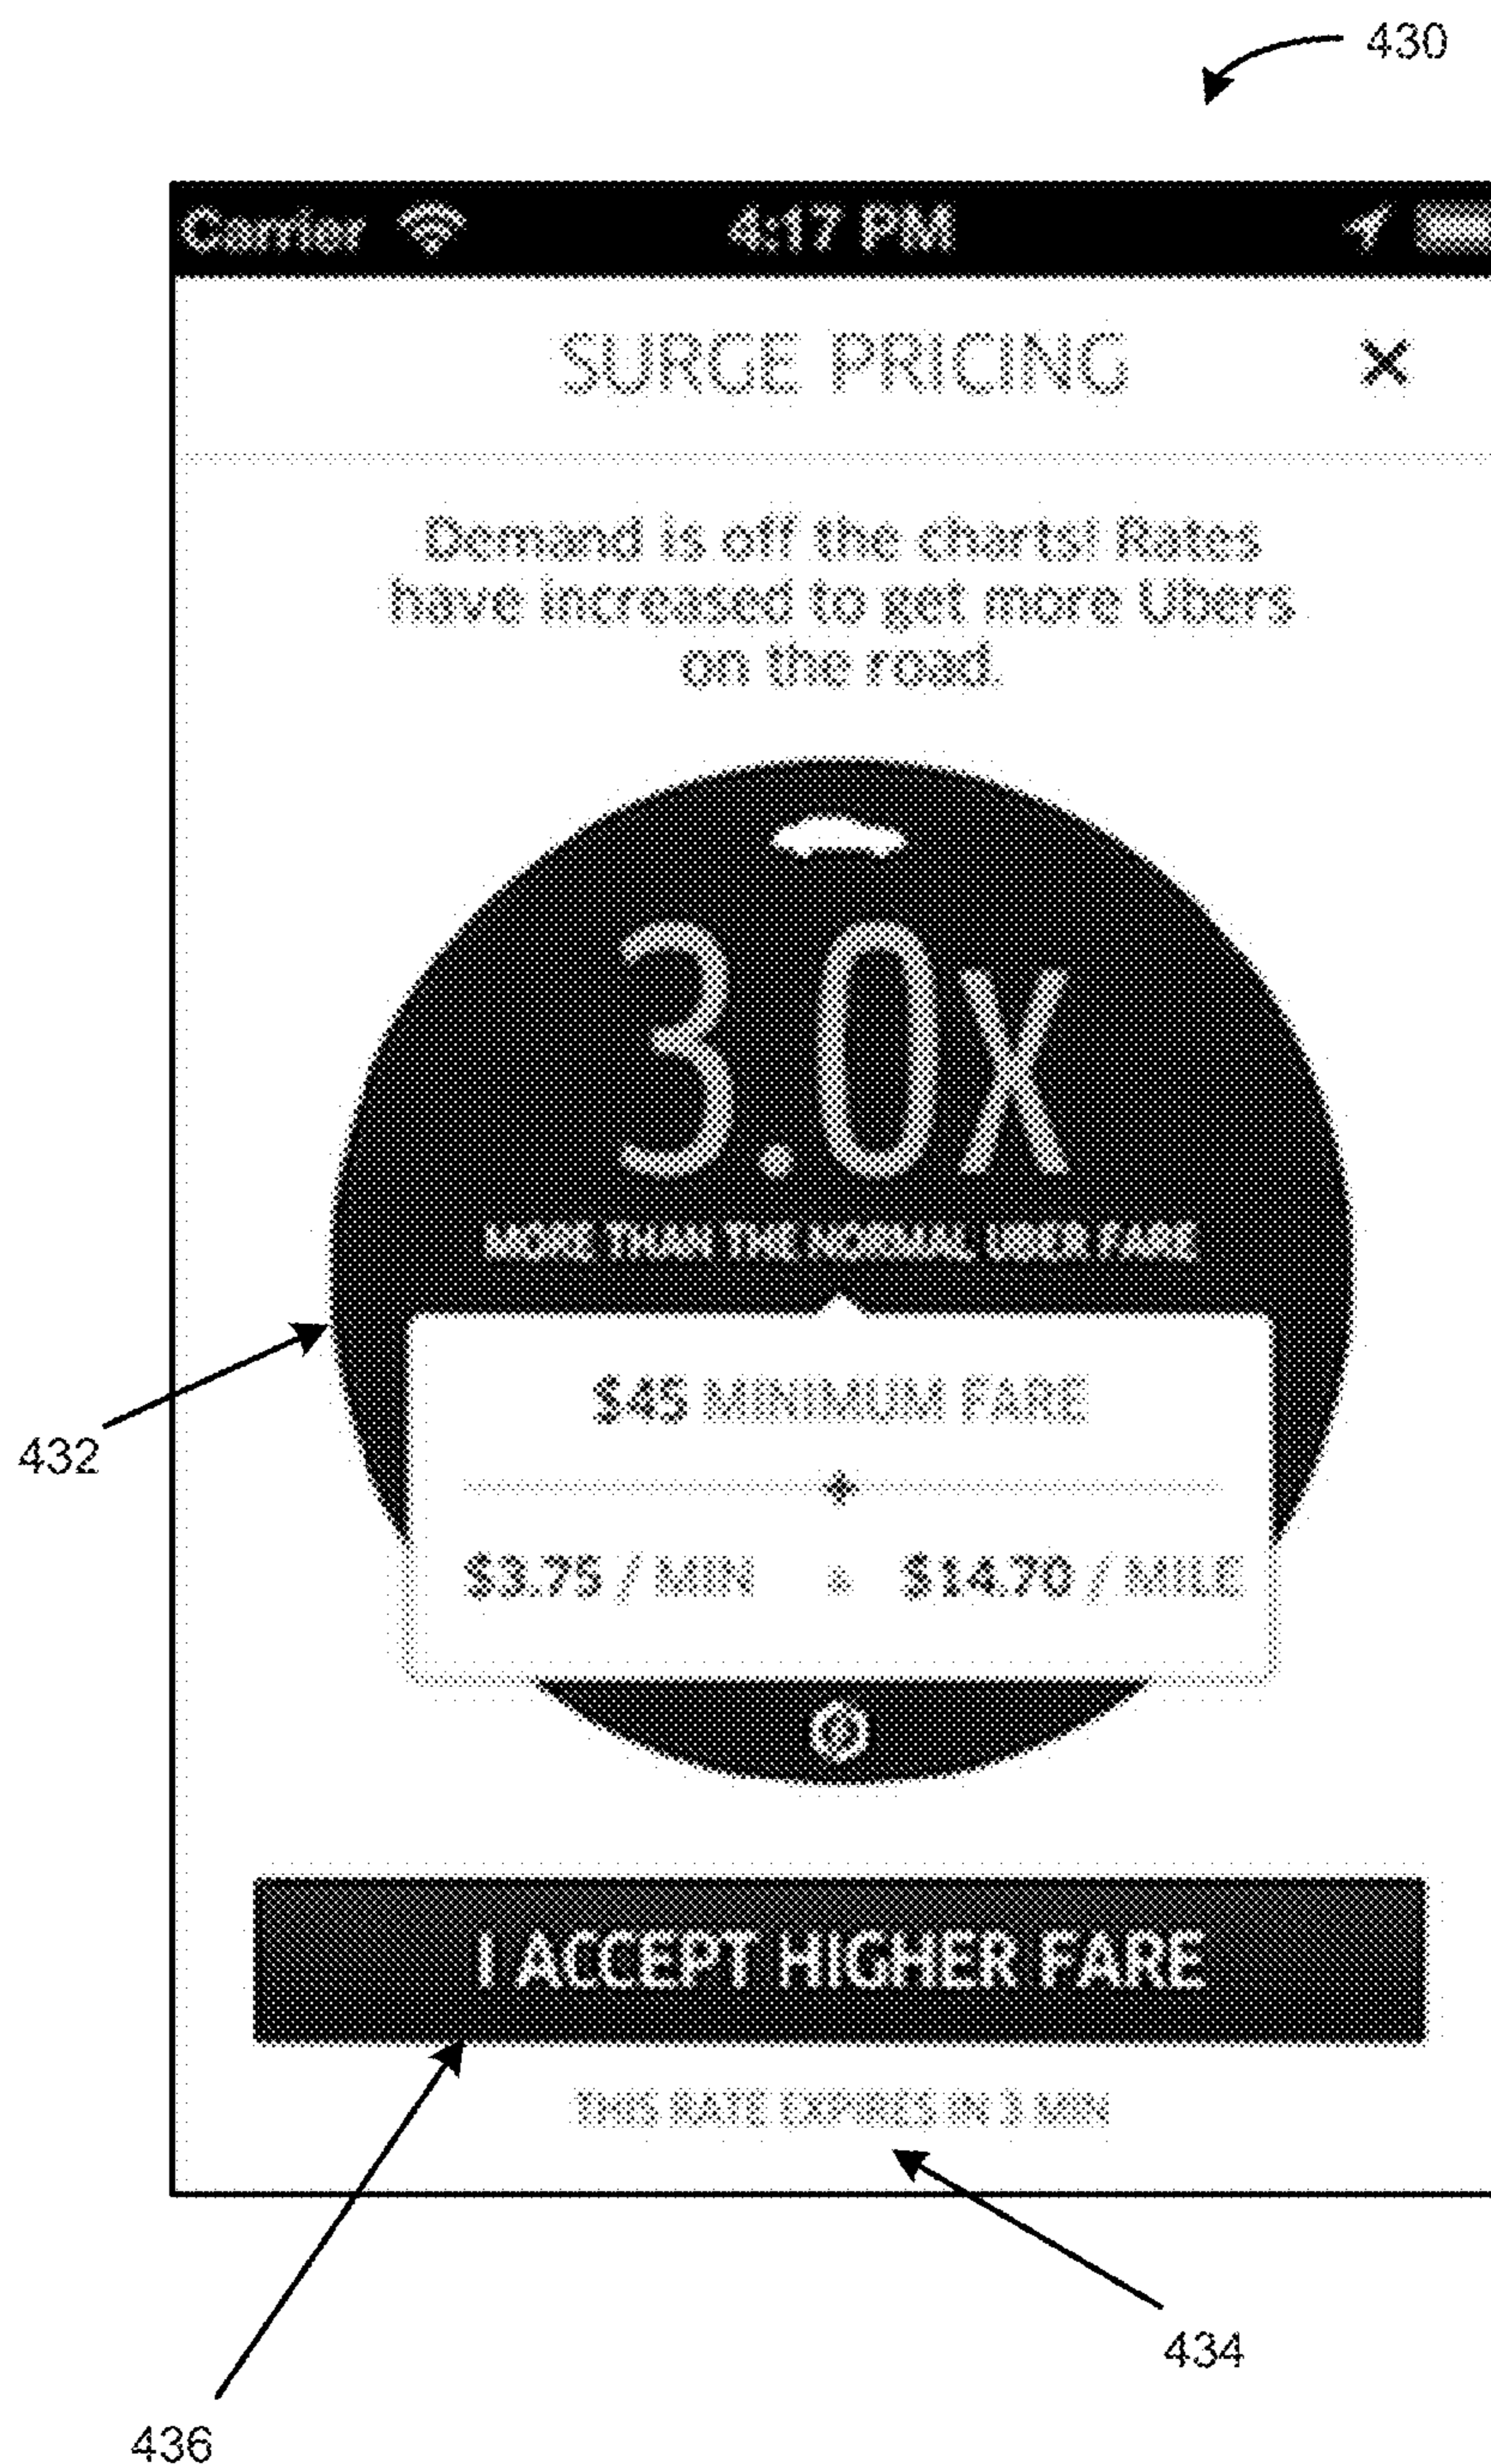 430
Carrier 4:17 PM
SURGE PRICING ×
Demand is off the charts! Rates
have increased to get more Ubers
on the road.
3.0x
MORE THAN THE NORMAL UBER FARE
$45 MINIMUM FARE
432
$3.75 / MIN $14.70 / MILE
I ACCEPT HIGHER FARE
THIS RATE EXPIRES IN 3 MIN
434
436